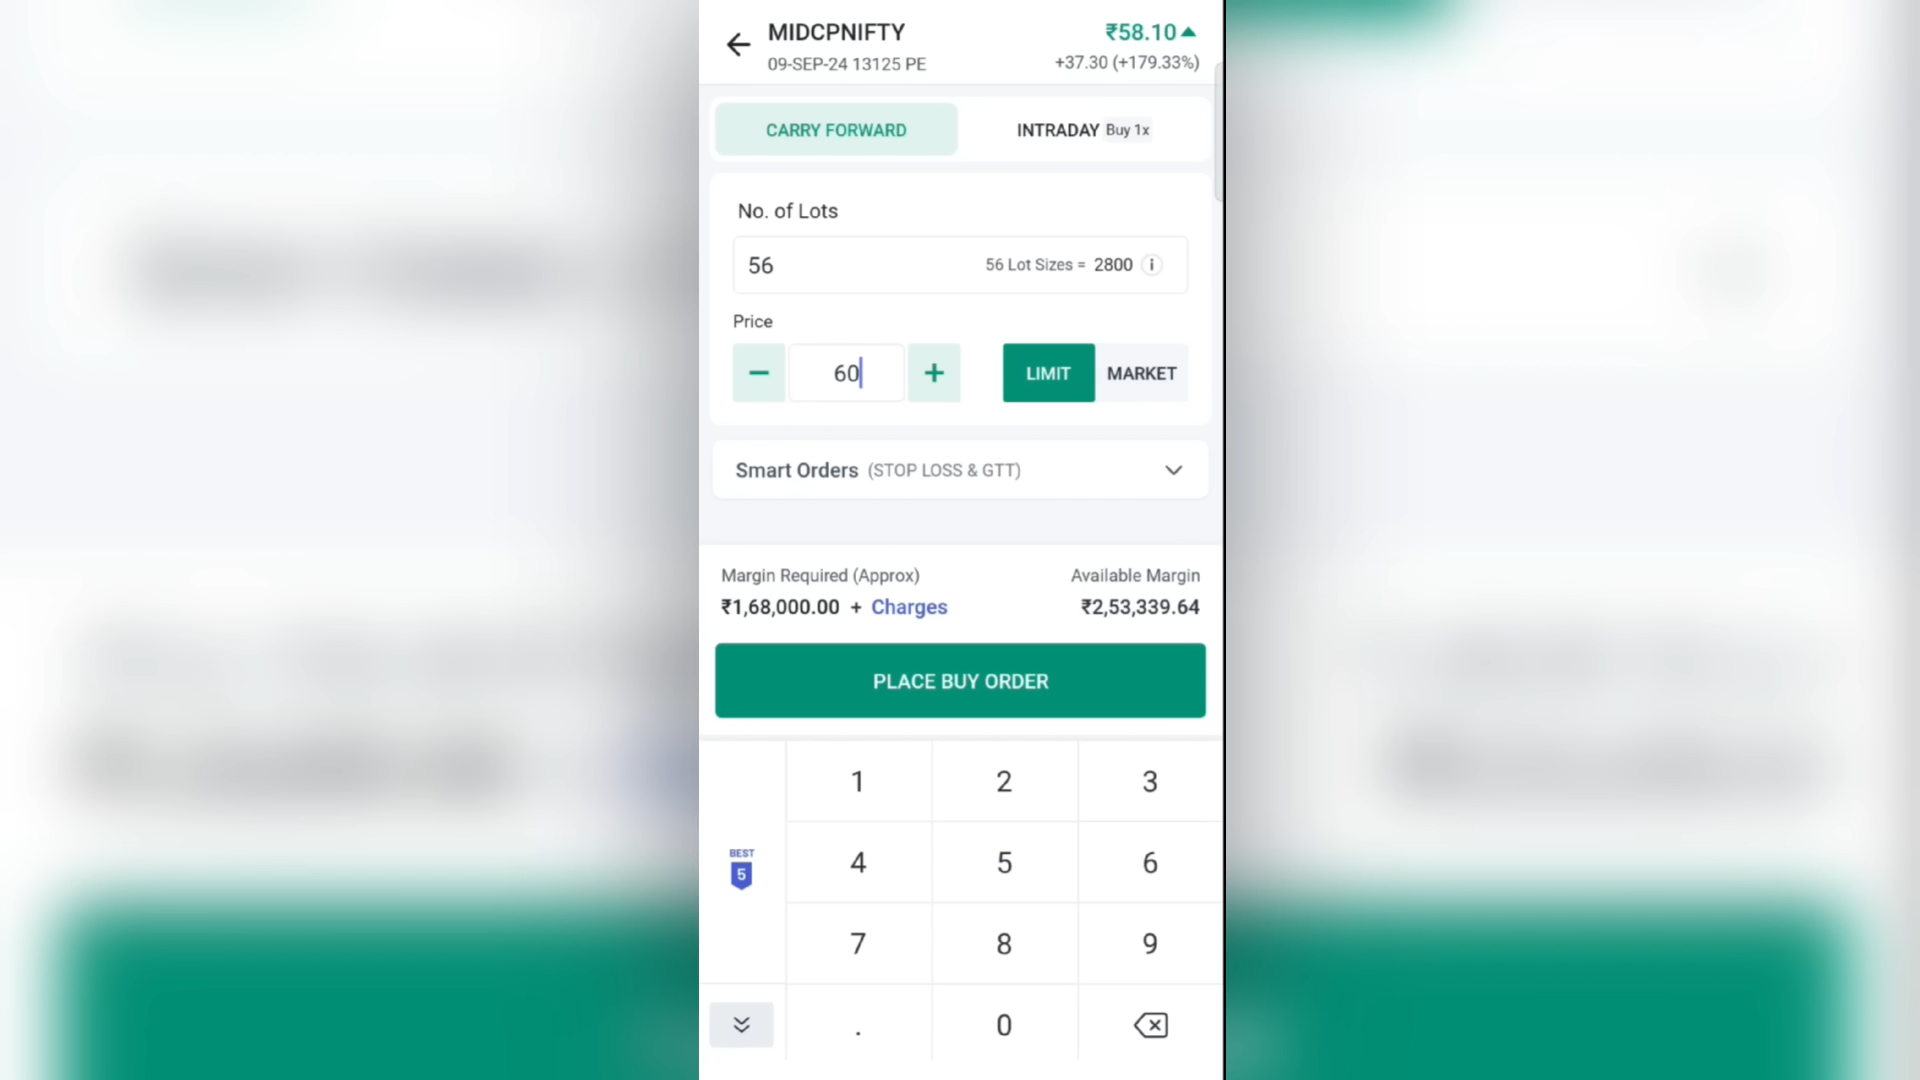 MIDCPNIFTY ₹58.10
09-SEP-24 13125 PE +37.30 (+179.33%)
CARRY FORWARD INTRADAY Buy 1x
No. of Lots
56 56 Lot Sizes = 2800 i
Price
− 60 + LIMIT MARKET
Smart Orders (STOP LOSS & GTT)
Margin Required (Approx) Available Margin
₹1,68,000.00 + Charges ₹2,53,339.64
PLACE BUY ORDER
1 2 3
BEST
5
4 5 6
7 8 9
. 0